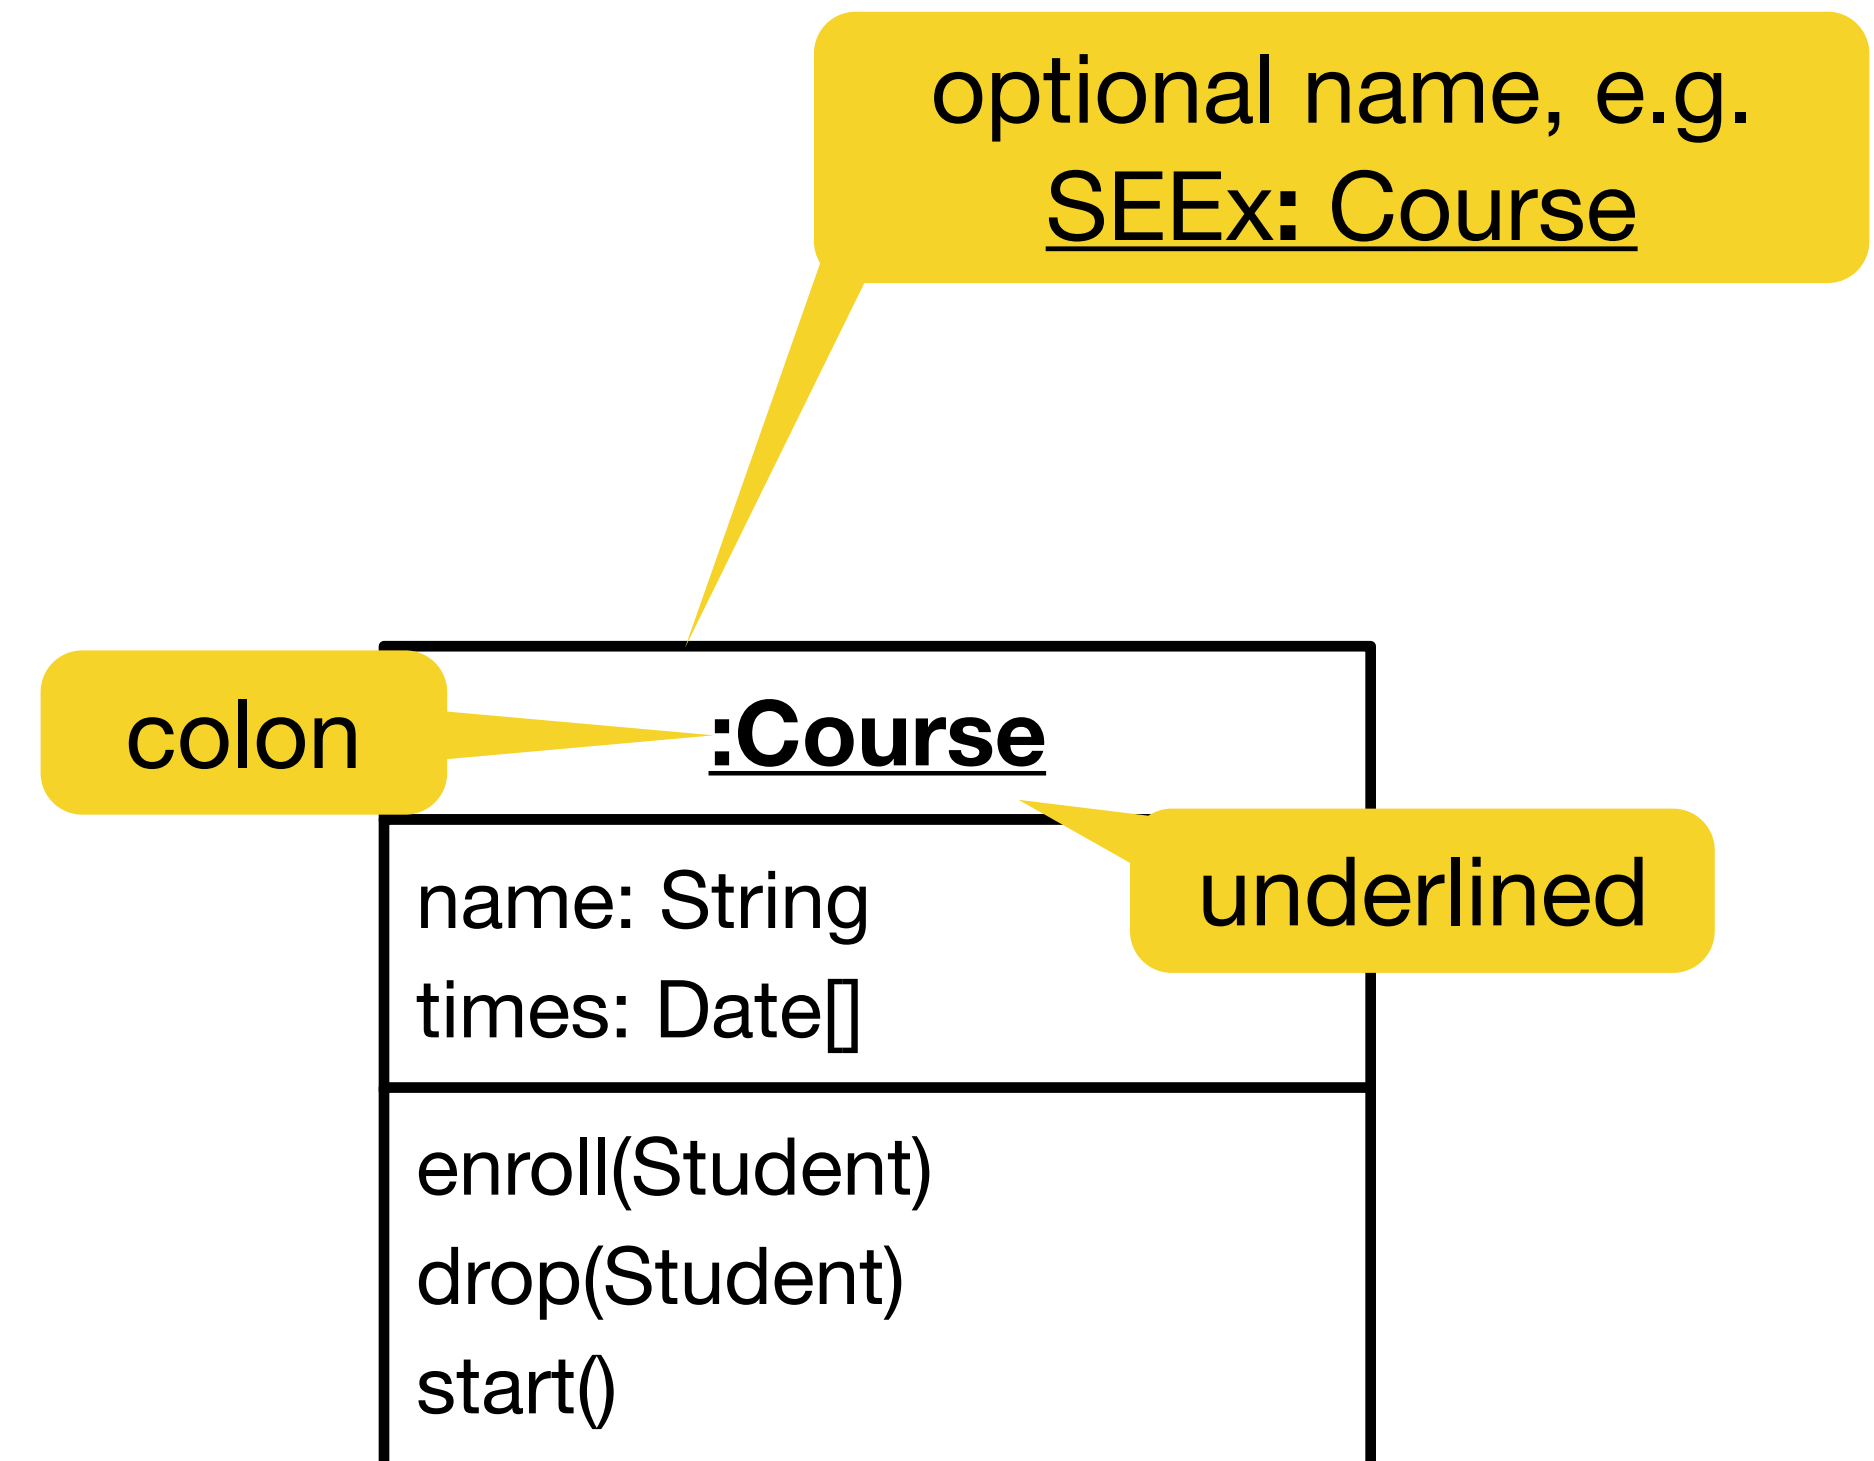 optional name, e.g.
SEEx: Course
colon
:Course
underlined
name: String
times: Date[]
enroll(Student)
drop(Student)
start()